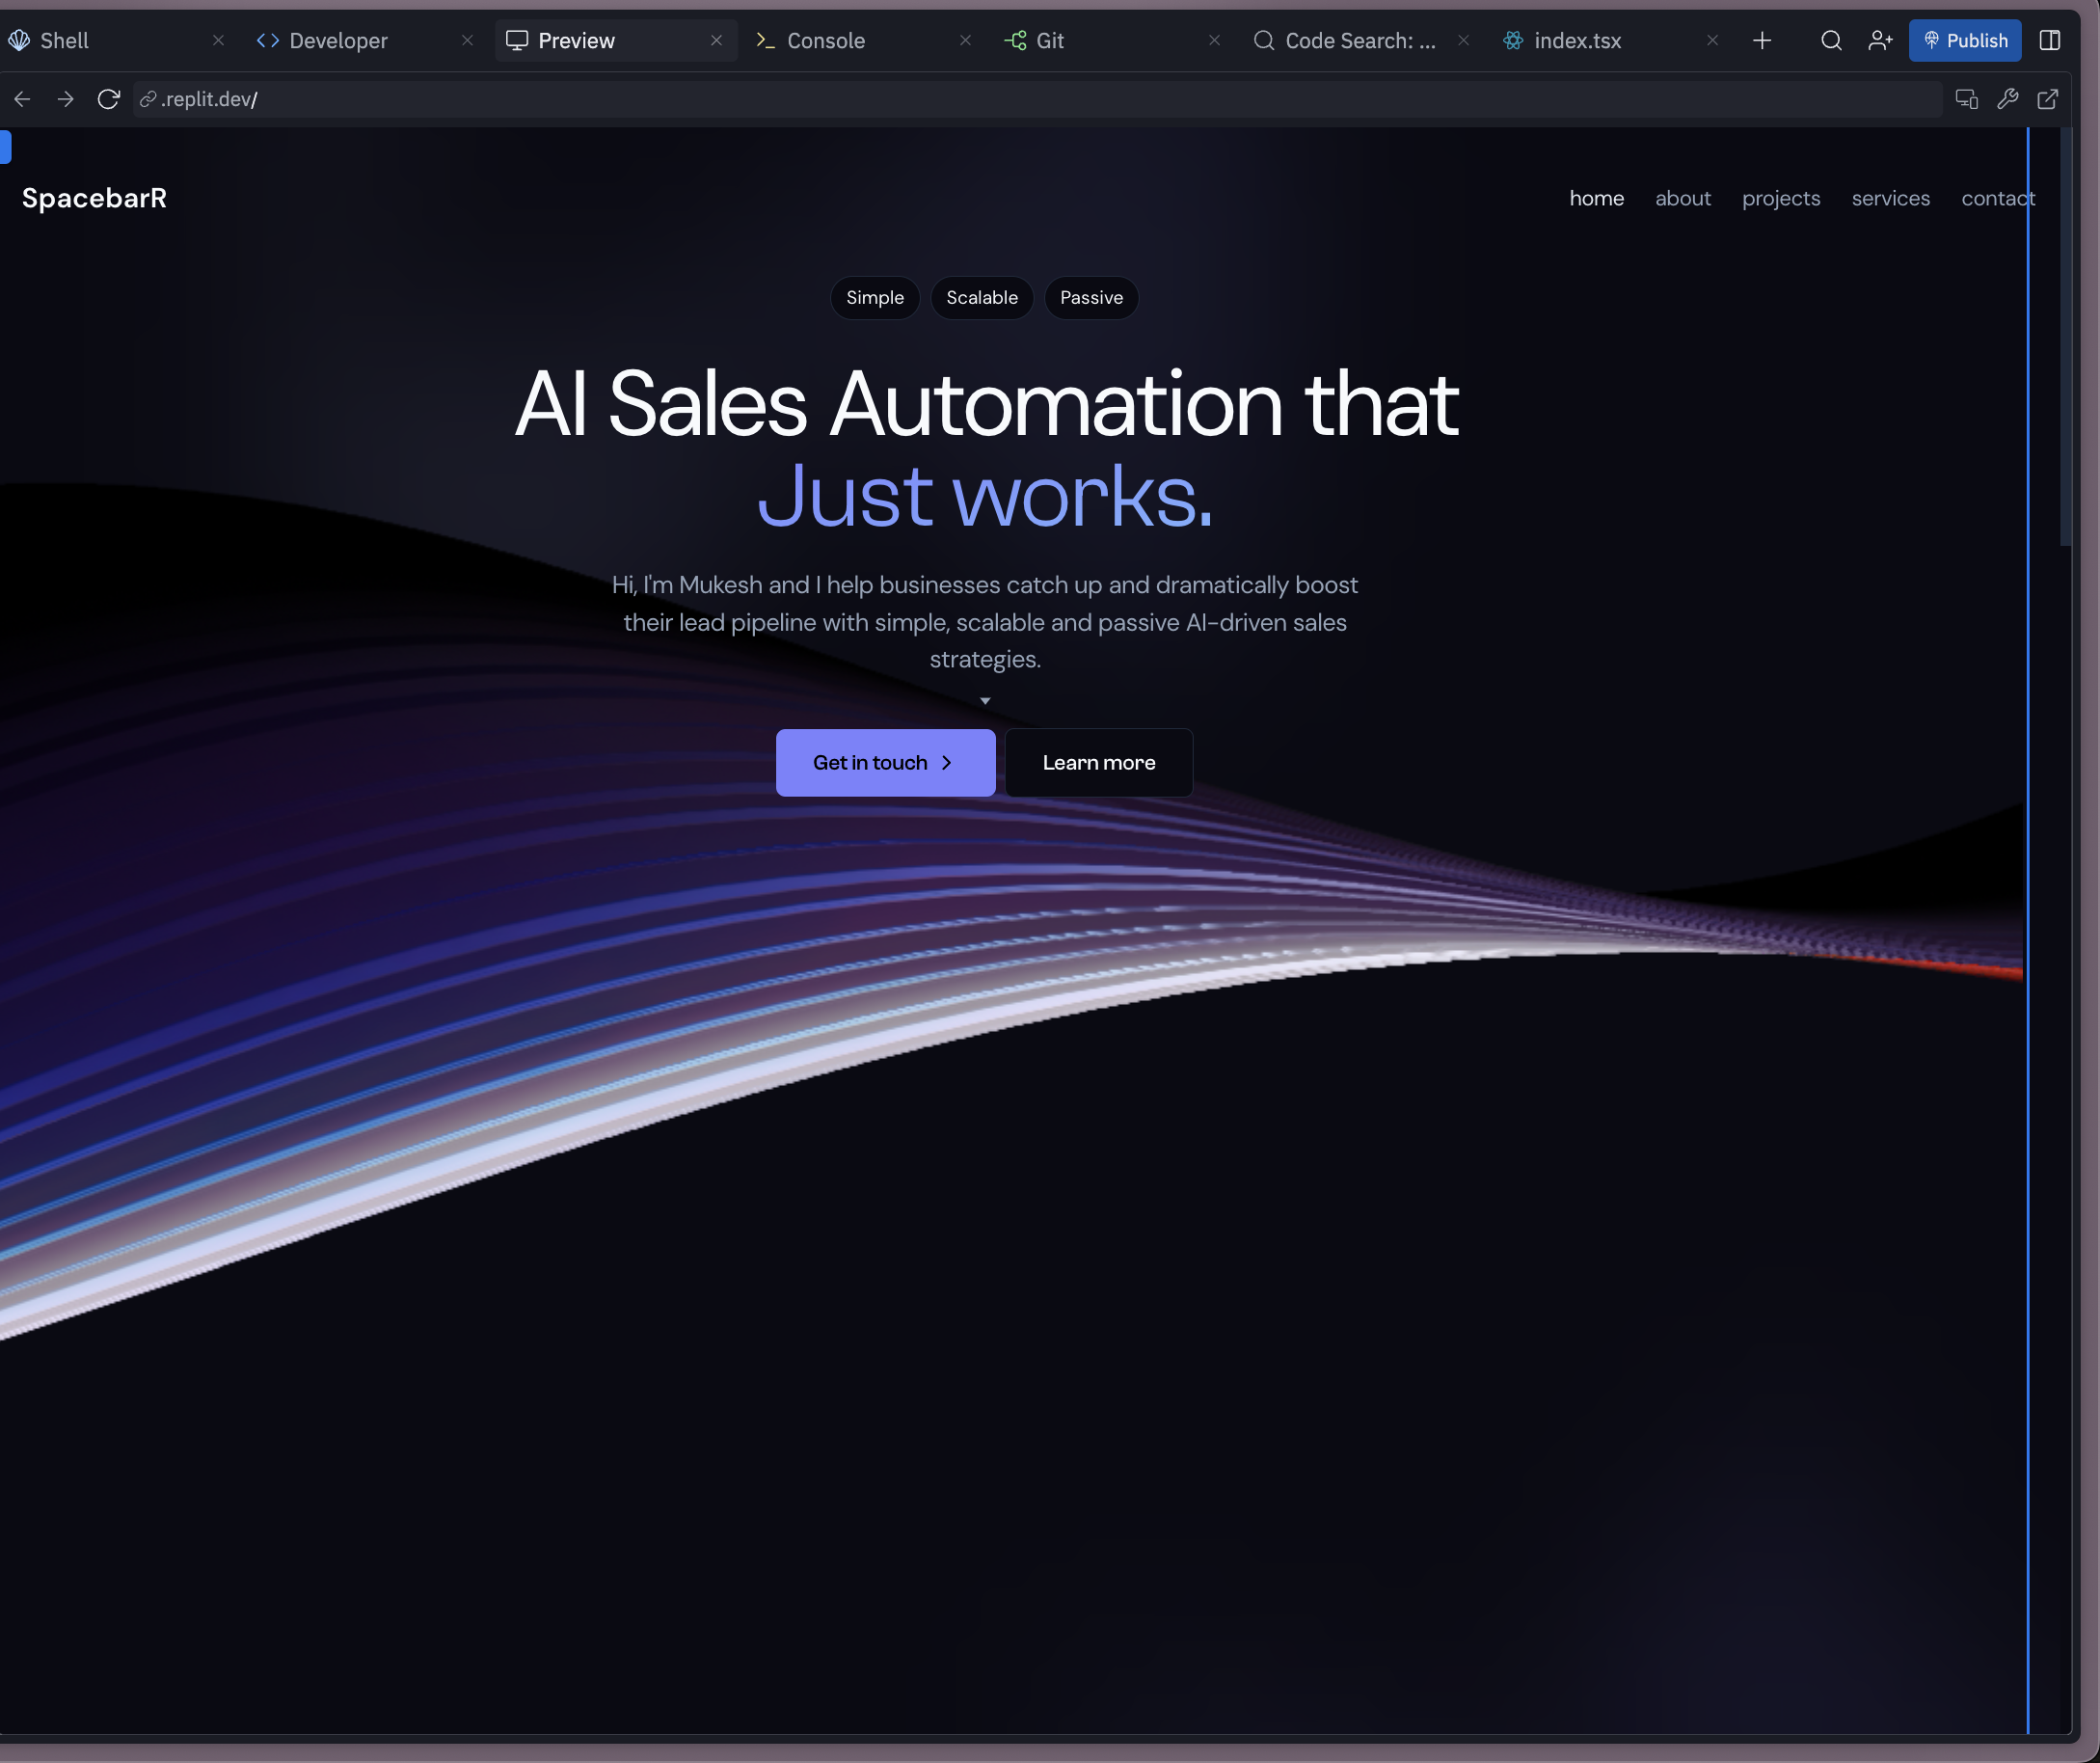 Shell Developer Preview Console Git Code Search: ... index.tsx Publish
.replit.dev/
SpacebarR home about projects services contact
Simple Scalable Passive
AI Sales Automation that
Just works.
Hi, I'm Mukesh and I help businesses catch up and dramatically boost
their lead pipeline with simple, scalable and passive AI-driven sales
strategies.
Get in touch Learn more